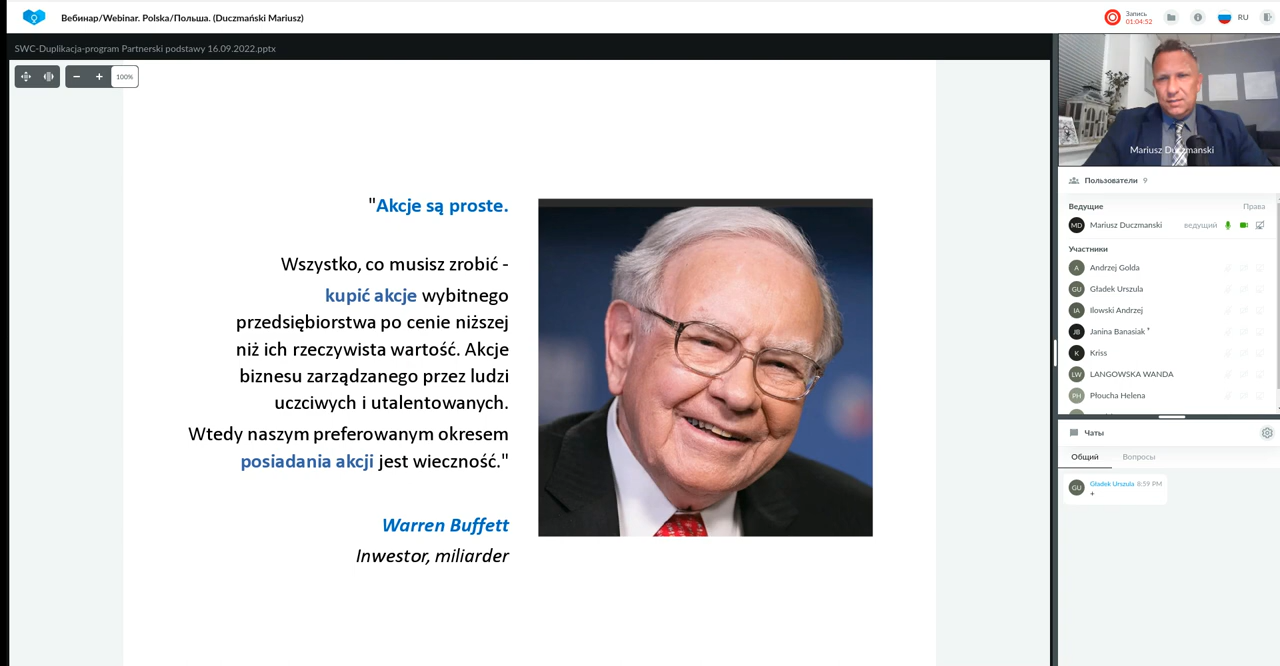 Вебинар/Webinar. Polska/Польша. (Duczmański Mariusz)
Запись
01:04:52
RU
SWC-Duplikacja-program Partnerski podstawy 16.09.2022.pptx
100%
"Akcje są proste.
Wszystko, co musisz zrobić -
kupić akcje wybitnego
przedsiębiorstwa po cenie niższej
niż ich rzeczywista wartość. Akcje
biznesu zarządzanego przez ludzi
uczciwych i utalentowanych.
Wtedy naszym preferowanym okresem
posiadania akcji jest wieczność."
Warren Buffett
Inwestor, miliarder
Mariusz Duczmanski
Пользователи 9
Ведущие Права
MD Mariusz Duczmanski ведущий
Участники
A Andrzej Golda
GU Gładek Urszula
IA Ilowski Andrzej
JB Janina Banasiak *
K Kriss
LW LANGOWSKA WANDA
PH Płoucha Helena
Чаты
Общий Вопросы
GU Gładek Urszula 8:59 PM
+